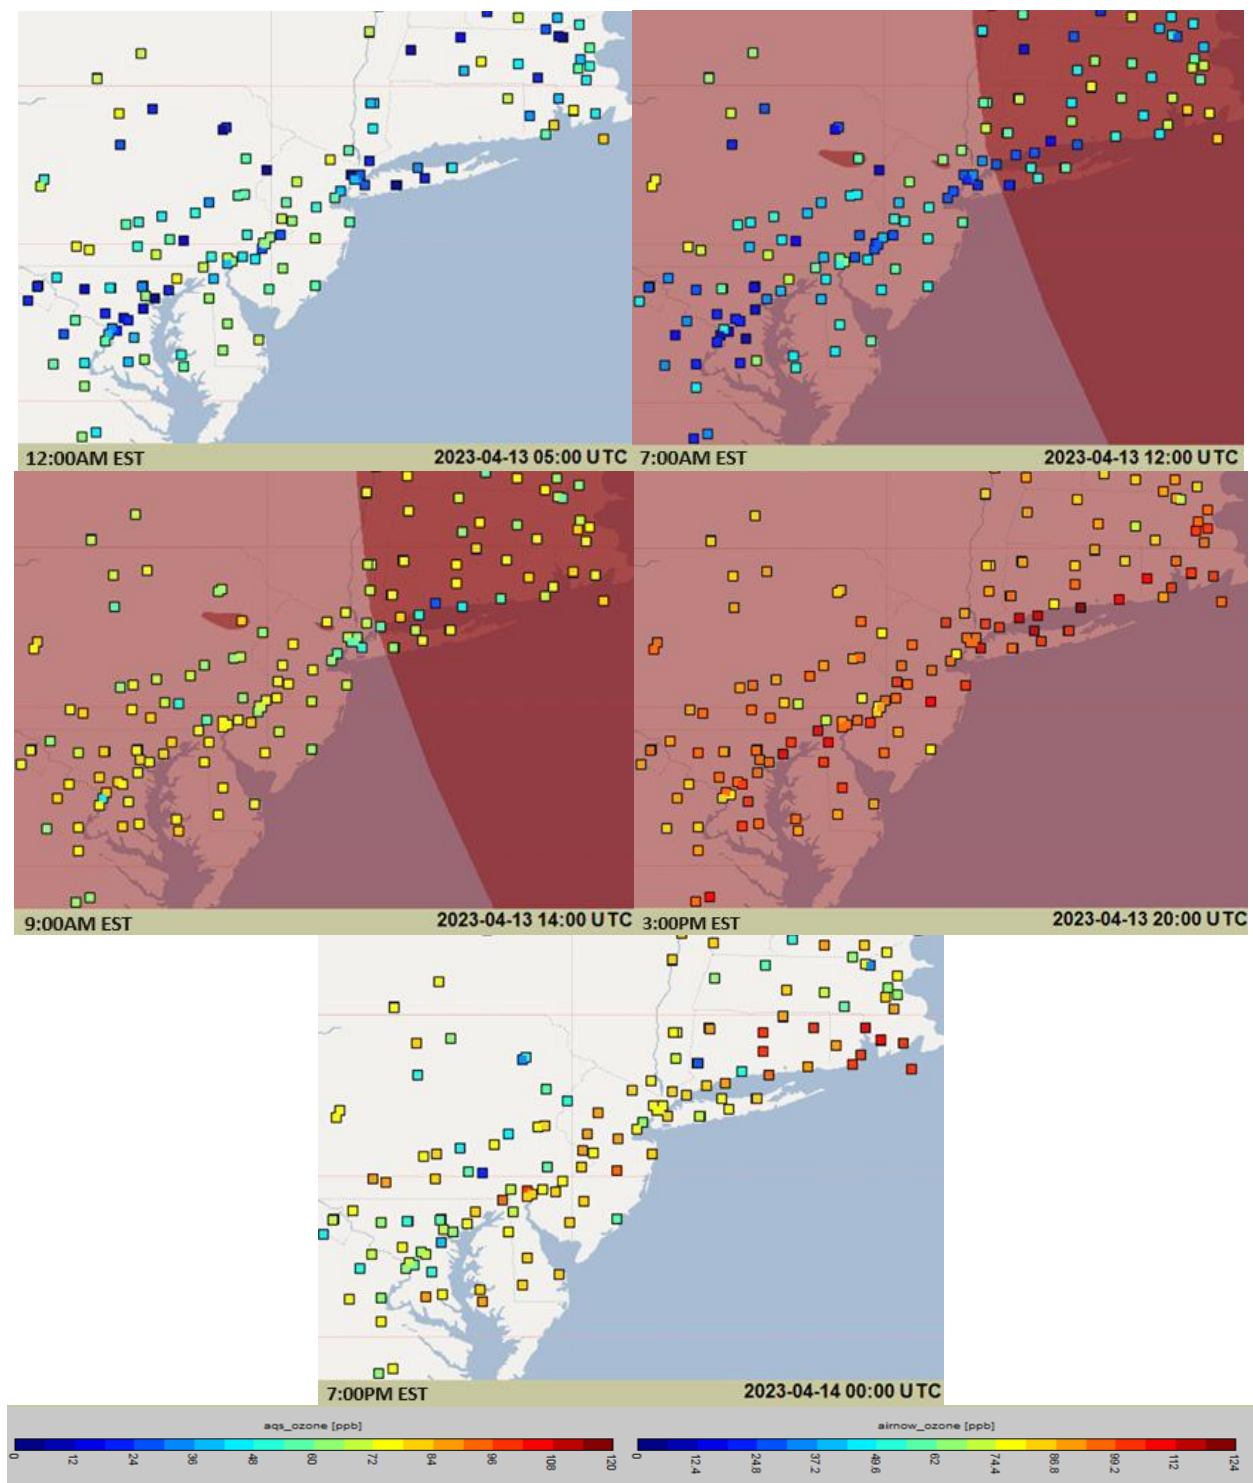 12:00AM EST 2023-04-13 05:00 UTC
7:00AM EST 2023-04-13 12:00 UTC
9:00AM EST 2023-04-13 14:00 UTC
3:00PM EST 2023-04-13 20:00 UTC
7:00PM EST 2023-04-14 00:00 UTC
aqs_ozone [ppb]
0 12 24 36 48 60 72 84 96 108 120
airnow_ozone [ppb]
0 12.4 24.8 37.2 49.6 62 74.4 86.8 99.2 112 124